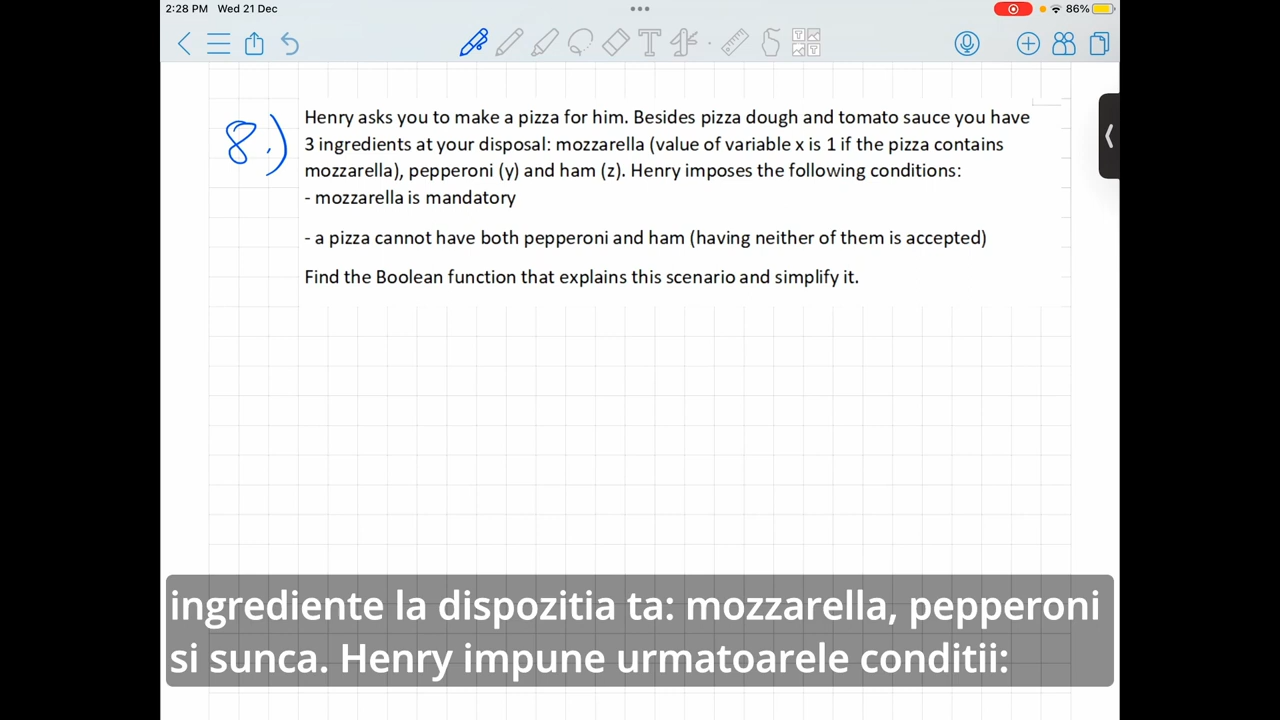 2:28 PM Wed 21 Dec
86%
8.)
Henry asks you to make a pizza for him. Besides pizza dough and tomato sauce you have
3 ingredients at your disposal: mozzarella (value of variable x is 1 if the pizza contains
mozzarella), pepperoni (y) and ham (z). Henry imposes the following conditions:
- mozzarella is mandatory
- a pizza cannot have both pepperoni and ham (having neither of them is accepted)
Find the Boolean function that explains this scenario and simplify it.
ingrediente la dispozitia ta: mozzarella, pepperoni
si sunca. Henry impune urmatoarele conditii: